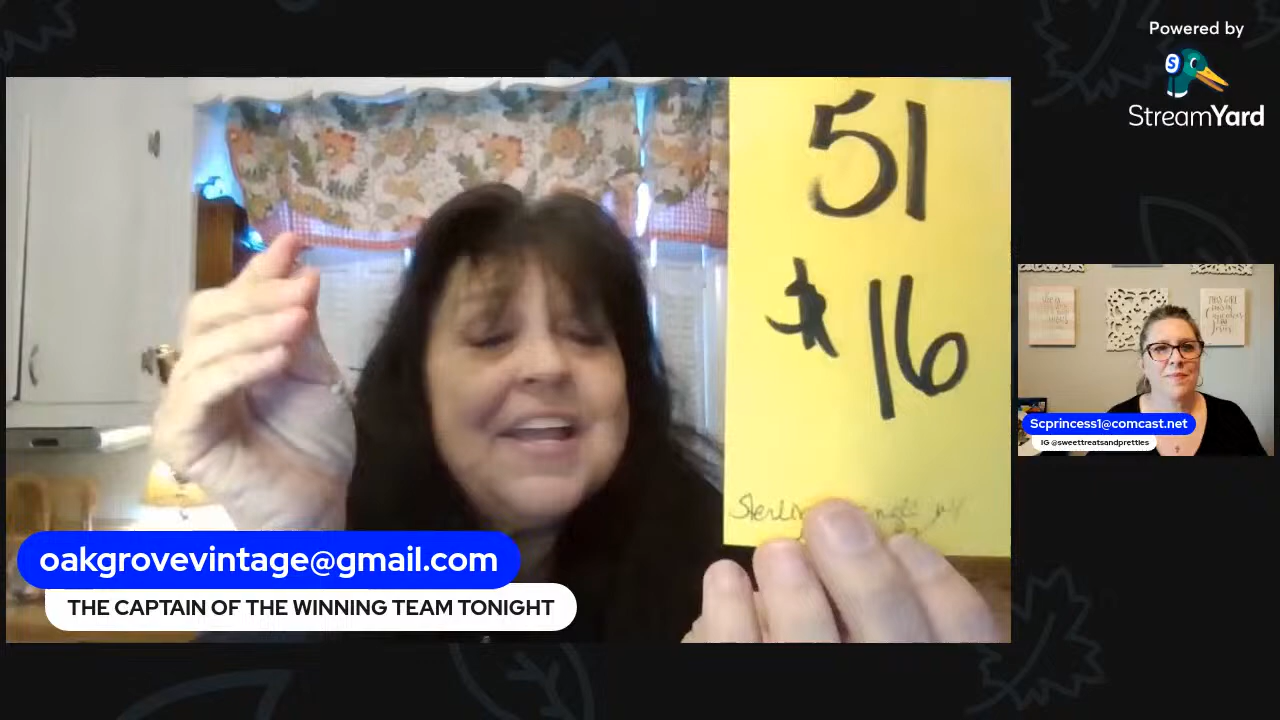 Powered by
StreamYard
51
$16
oakgrovevintage@gmail.com
THE CAPTAIN OF THE WINNING TEAM TONIGHT
Scprincess1@comcast.net
IG @sweettreatsandpretties